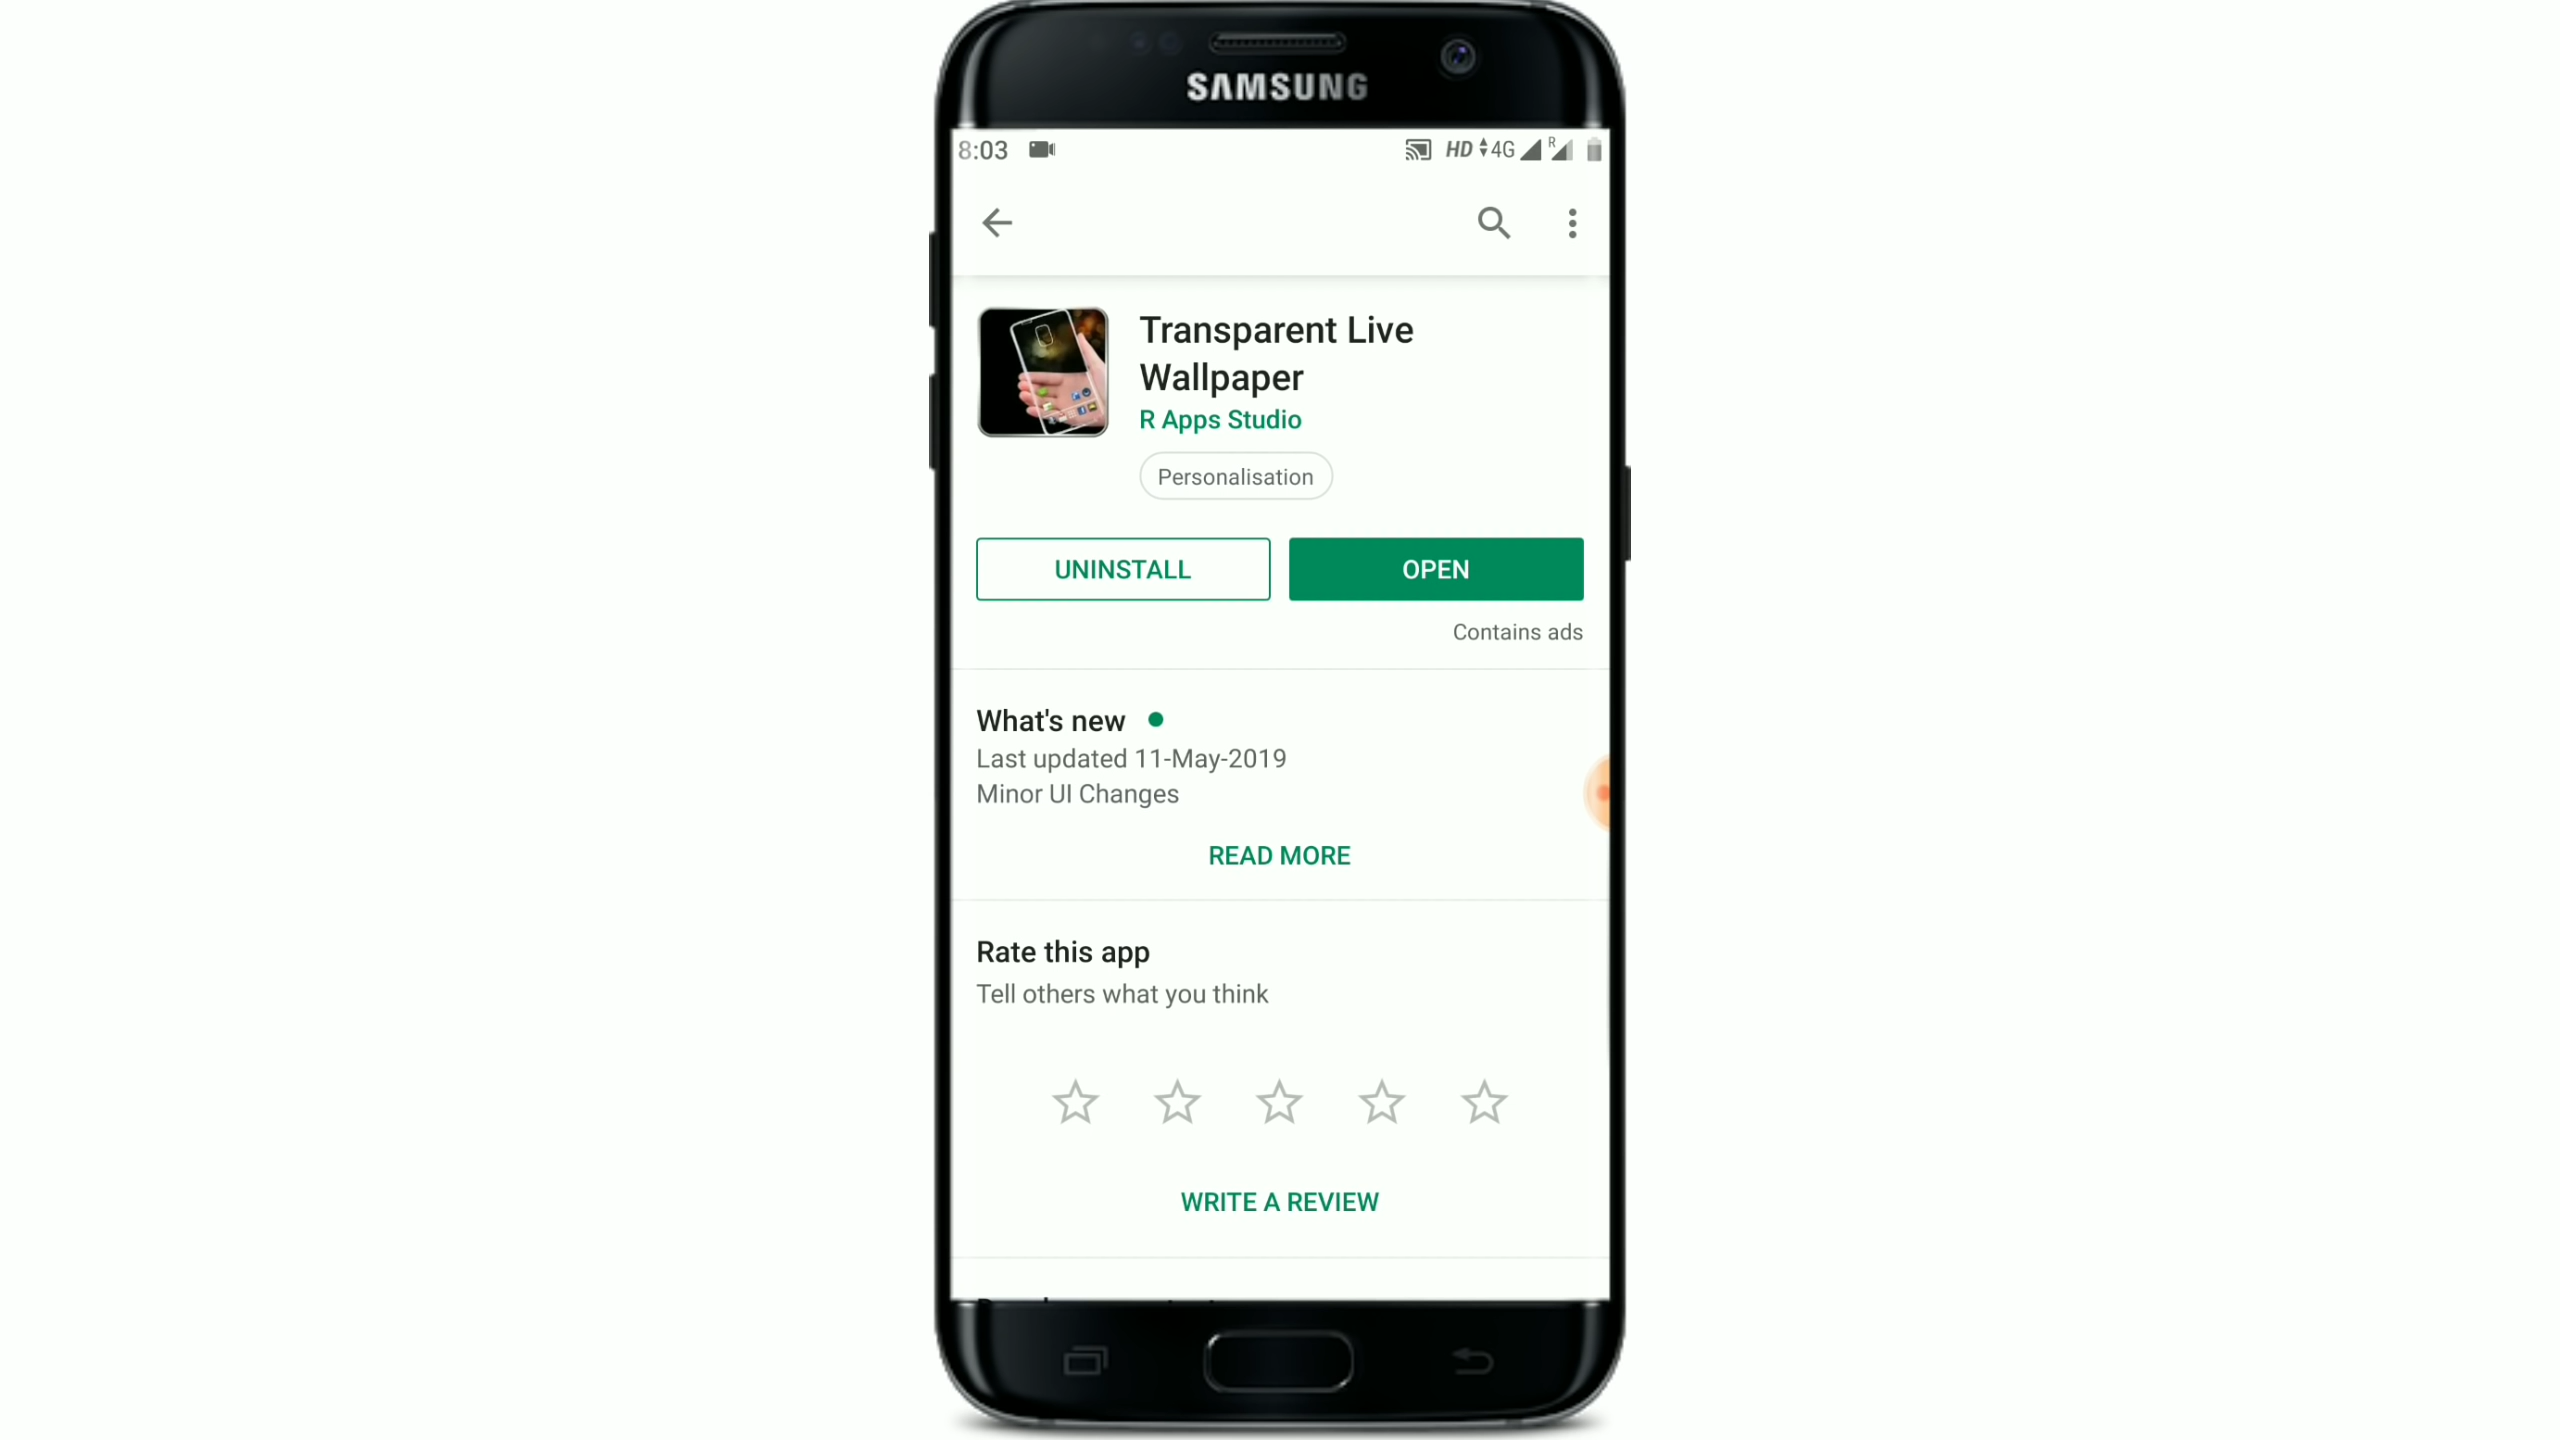 SAMSUNG
8:03
HD 4G R
Transparent Live
Wallpaper
R Apps Studio
Personalisation
UNINSTALL
OPEN
Contains ads
What's new
Last updated 11-May-2019
Minor UI Changes
READ MORE
Rate this app
Tell others what you think
WRITE A REVIEW